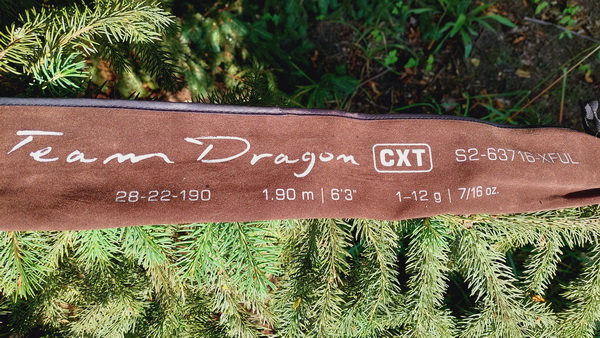 Team Dragon CXT S2-63716-XFUL
28-22-190 1.90 m | 6'3" 1–12 g | 7/16 oz.